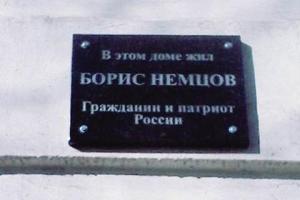 В этом доме жил
БОРИС НЕМЦОВ
Гражданин и патриот
России